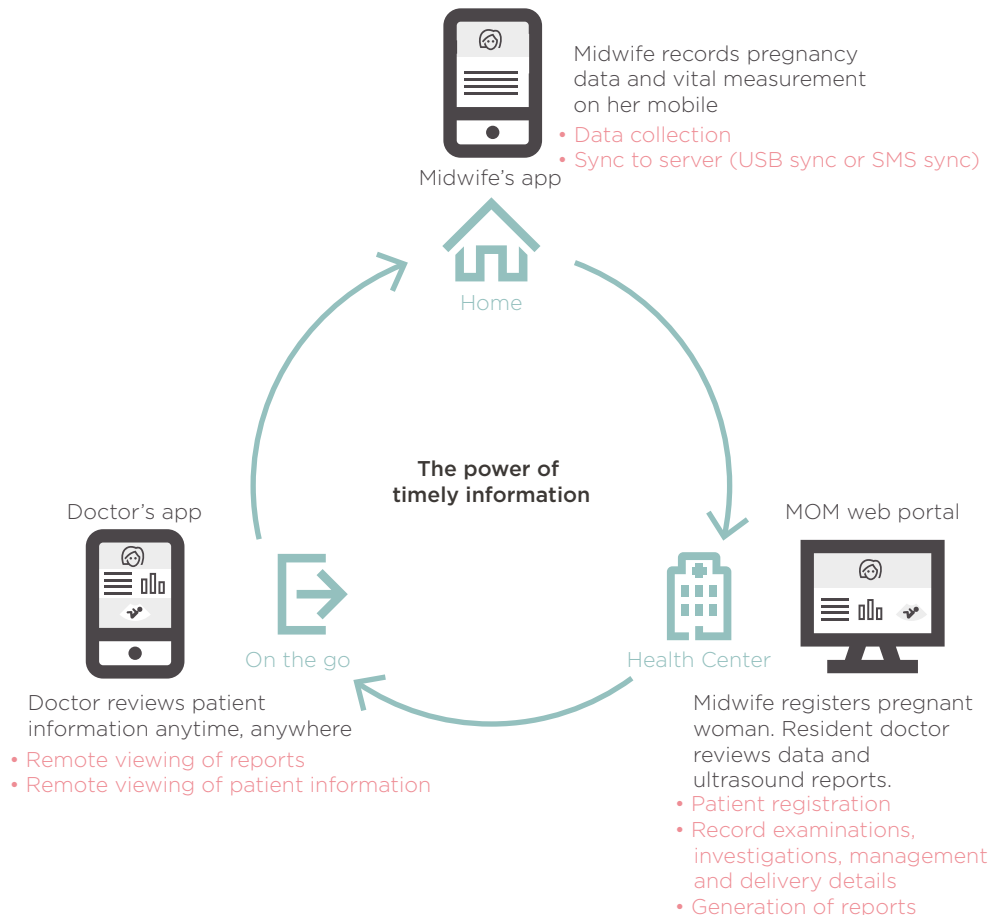 Midwife records pregnancy
data and vital measurement
on her mobile
• Data collection
• Sync to server (USB sync or SMS sync)
Midwife’s app
Home
The power of
timely information
Doctor’s app
On the go
Doctor reviews patient
information anytime, anywhere
• Remote viewing of reports
• Remote viewing of patient information
MOM web portal
Health Center
Midwife registers pregnant
woman. Resident doctor
reviews data and
ultrasound reports.
• Patient registration
• Record examinations,
investigations, management
and delivery details
• Generation of reports